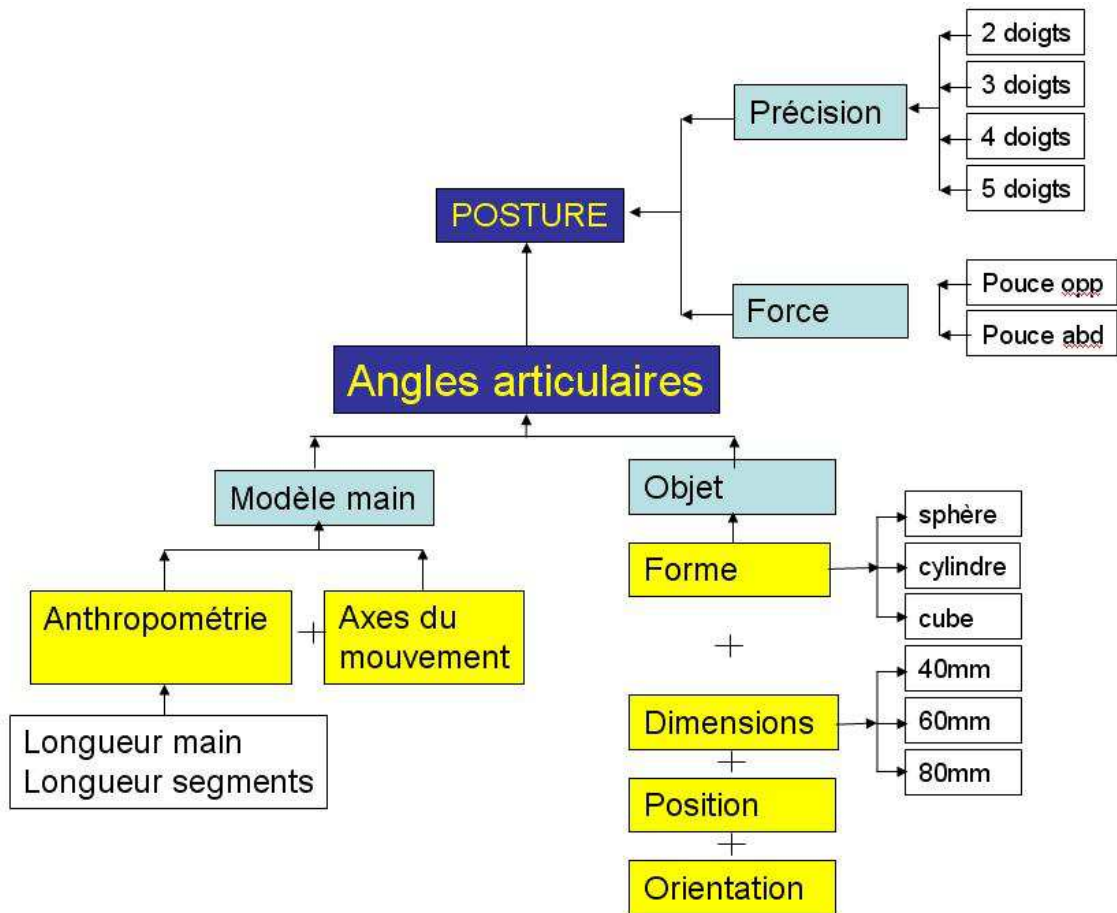 2 doigts
3 doigts
4 doigts
5 doigts
Précision
POSTURE
Force
Pouce opp
Pouce abd
Angles articulaires
Modèle main
Objet
Anthropométrie
+
Axes du
mouvement
Longueur main
Longueur segments
Forme
sphère
cylindre
cube
+
Dimensions
40mm
60mm
80mm
+
Position
+
Orientation